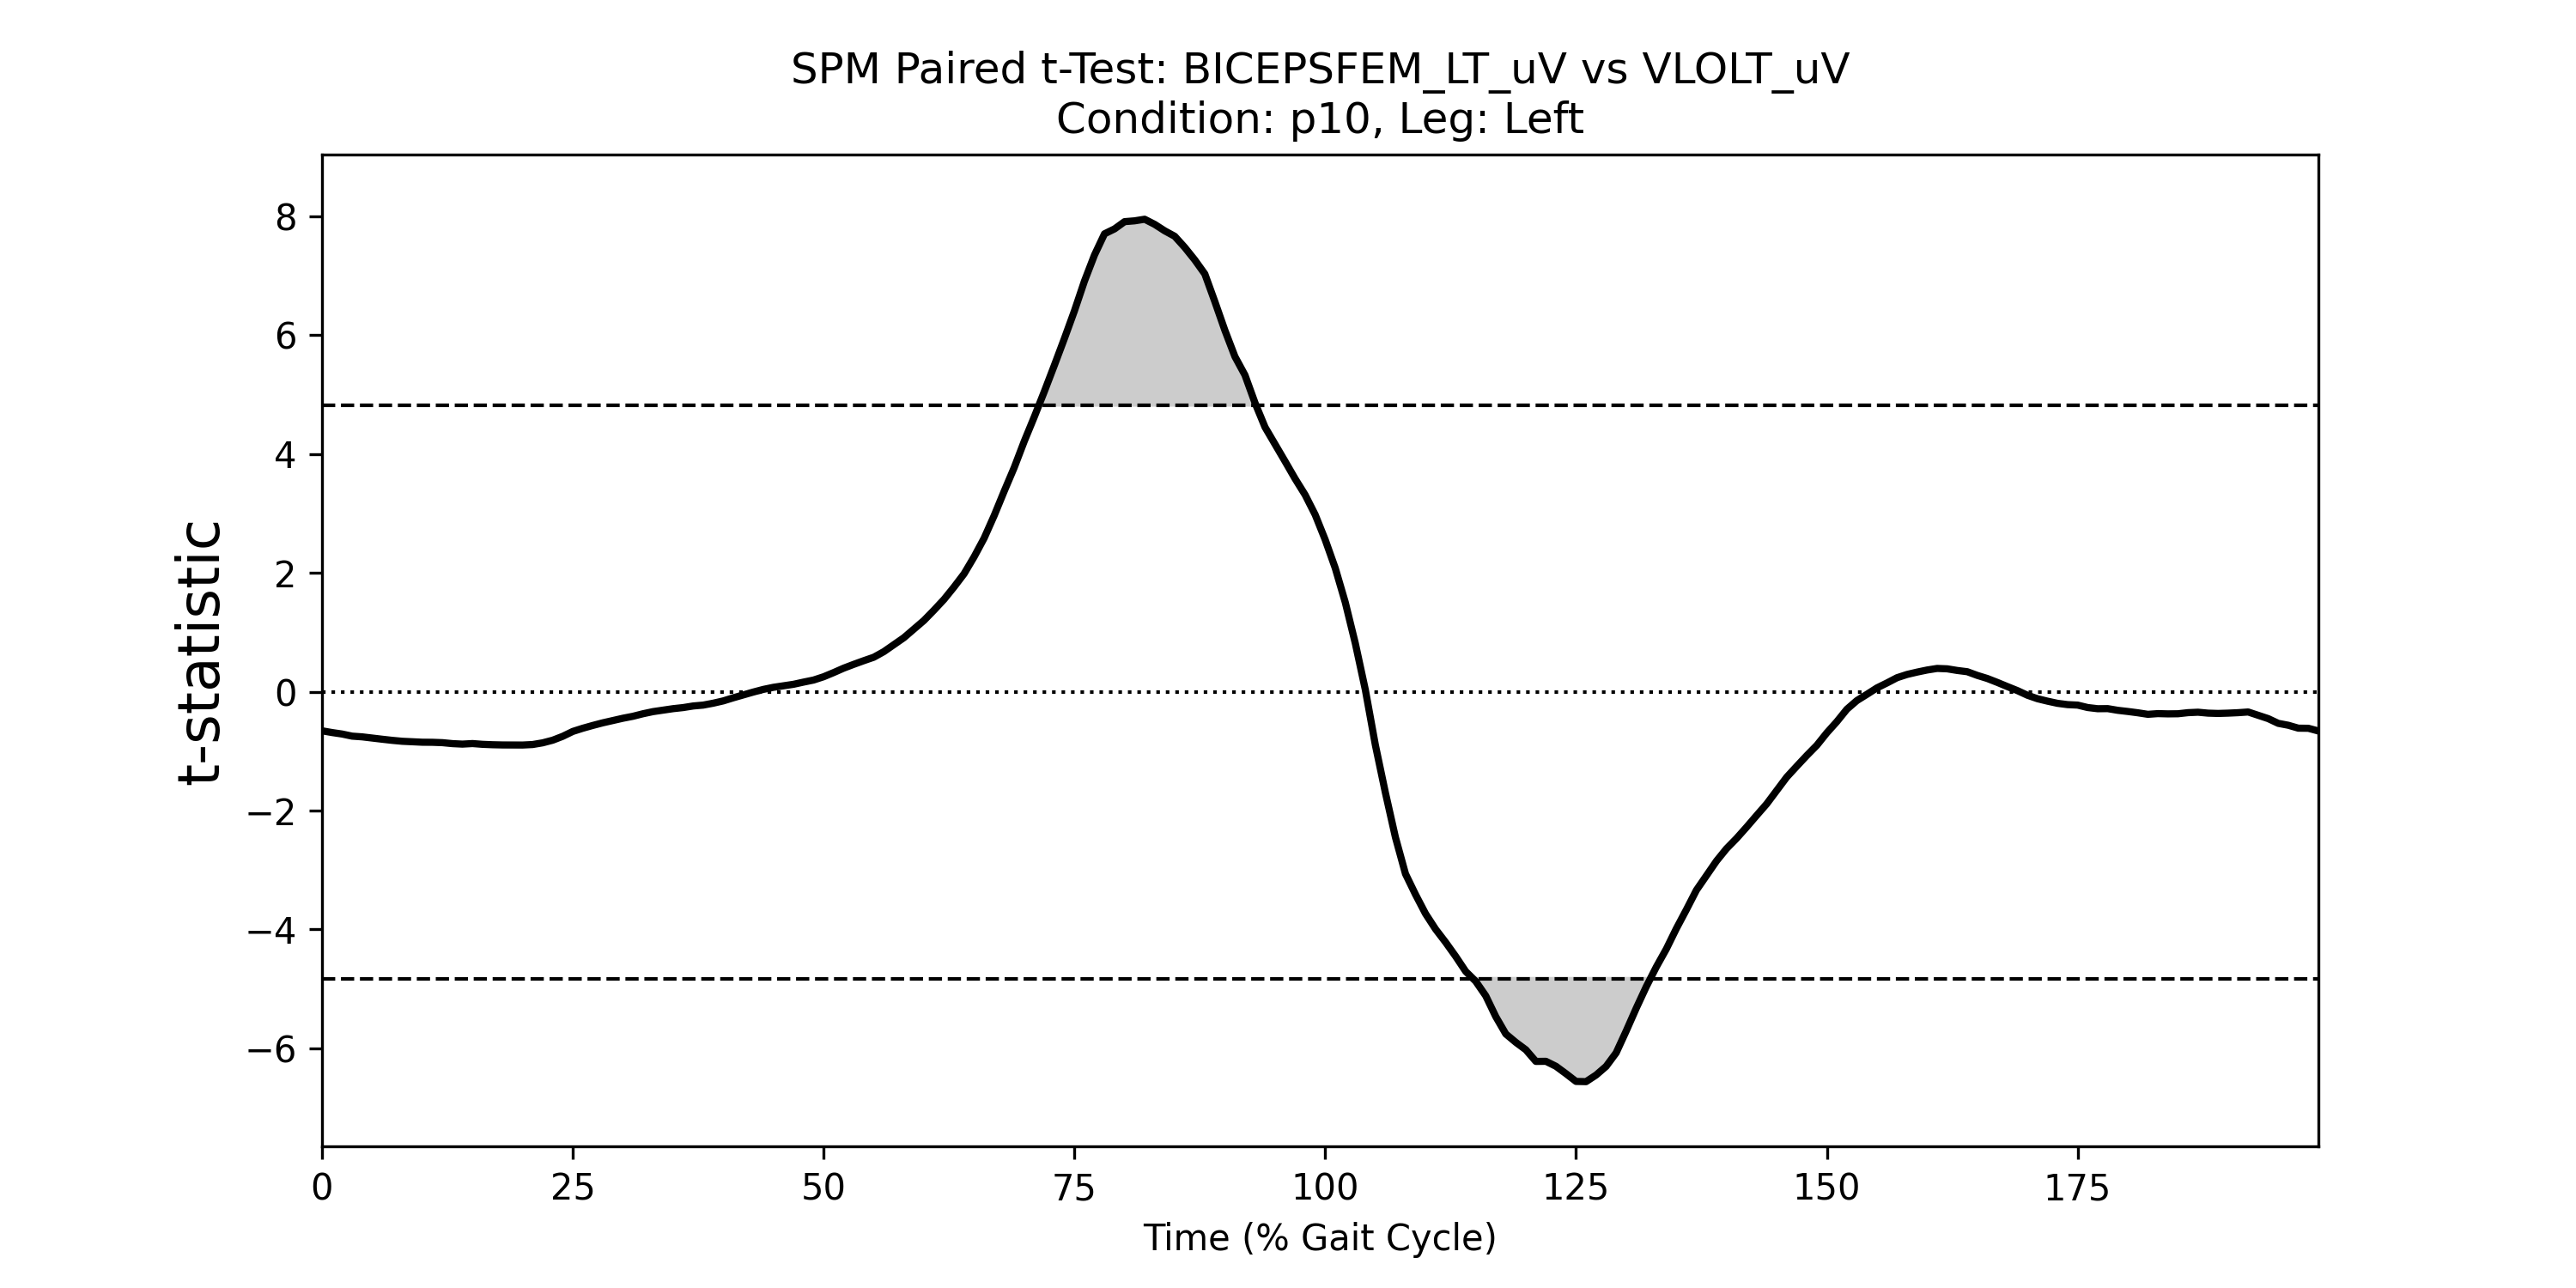 SPM Paired t-Test: BICEPSFEM_LT_uV vs VLOLT_uV
Condition: p10, Leg: Left
t-statistic
8
6
4
2
0
−2
−4
−6
0 25 50 75 100 125 150 175
Time (% Gait Cycle)